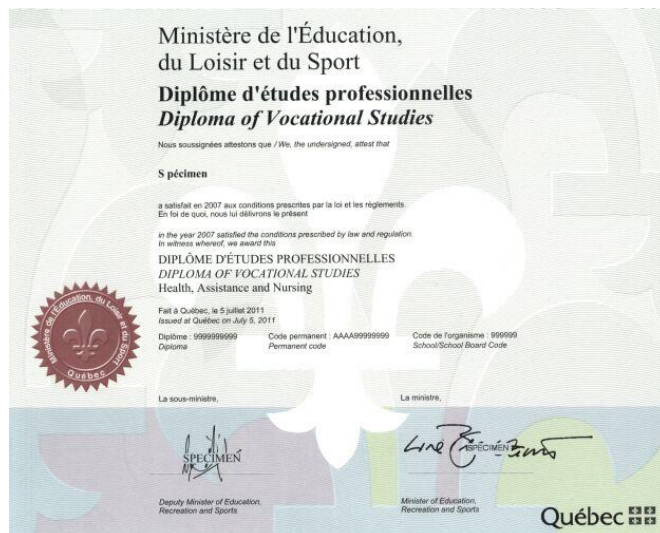 Ministère de l'Éducation,
du Loisir et du Sport
Diplôme d'études professionnelles
Diploma of Vocational Studies
Nous soussignées attestons que / We, the undersigned, attest that
S pécimen
a satisfait en 2007 aux conditions prescrites par la loi et les règlements.
En foi de quoi, nous lui délivrons le présent
in the year 2007 satisfied the conditions prescribed by law and regulation.
In witness whereof, we award this
DIPLÔME D'ÉTUDES PROFESSIONNELLES
DIPLOMA OF VOCATIONAL STUDIES
Health, Assistance and Nursing
Fait à Québec, le 5 juillet 2011
Issued at Québec on July 5, 2011
Diplôme : 9999999999 Code permanent : AAAA99999999 Code de l'organisme : 999999
Diploma Permanent code School/School Board Code
Ministère de l'Éducation, du Loisir et du Sport
Québec
La sous-ministre, La ministre,
SPÉCIMEN SPÉCIMEN
Deputy Minister of Education, Minister of Education,
Recreation and Sports Recreation and Sports
Québec